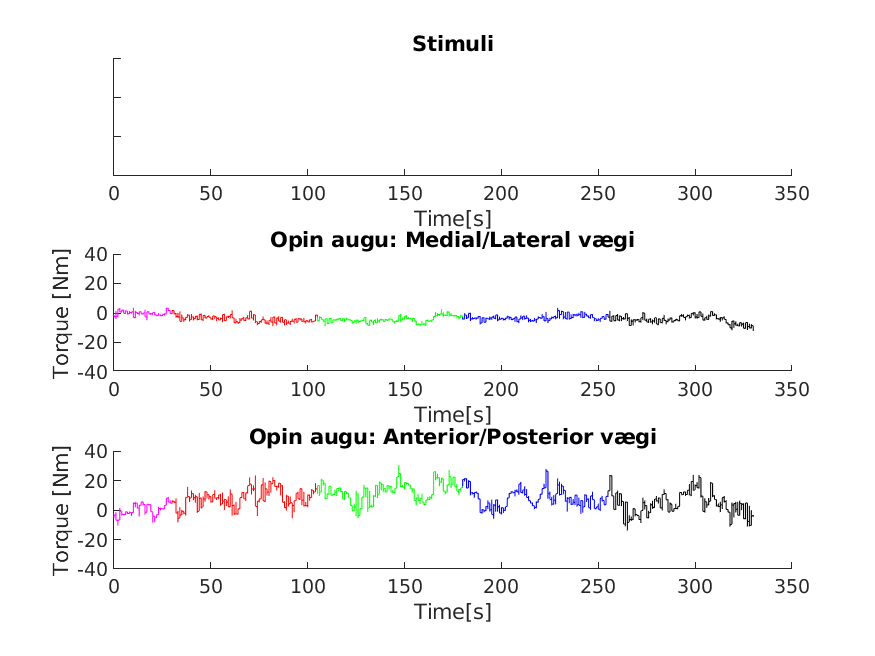 Stimuli
0 50 100 150 200 250 300 350
Time[s]
Opin augu: Medial/Lateral vægi
Torque [Nm]
40
20
0
-20
-40
0 50 100 150 200 250 300 350
Time[s]
Opin augu: Anterior/Posterior vægi
Torque [Nm]
40
20
0
-20
-40
0 50 100 150 200 250 300 350
Time[s]